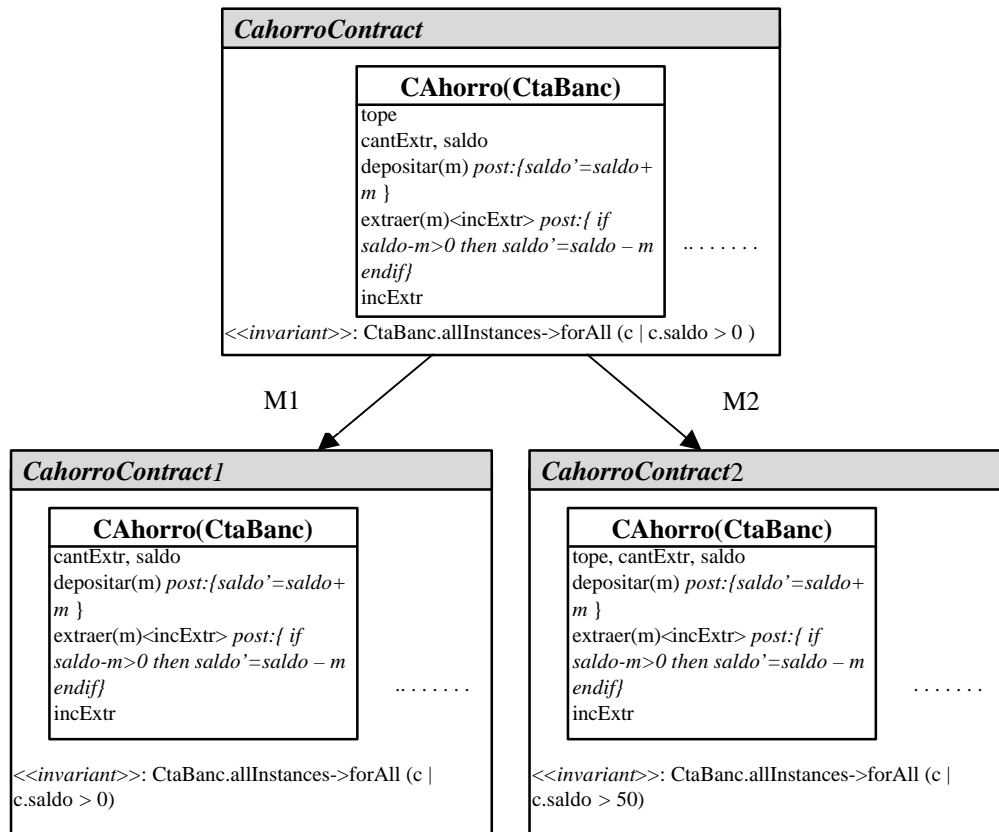 CahorroContract
CAhorro(CtaBanc)
tope
cantExtr, saldo
depositar(m) post:{saldo’=saldo+
m }
extraer(m)<incExtr> post:{ if
saldo-m>0 then saldo’=saldo – m
endif}
.. . . . . . .
incExtr
<<invariant>>: CtaBanc.allInstances->forAll (c | c.saldo > 0 )
M1
M2
CahorroContract1
CAhorro(CtaBanc)
cantExtr, saldo
depositar(m) post:{saldo’=saldo+
m }
extraer(m)<incExtr> post:{ if
saldo-m>0 then saldo’=saldo – m
endif}
.. . . . . . .
incExtr
<<invariant>>: CtaBanc.allInstances->forAll (c |
c.saldo > 0)
CahorroContract2
CAhorro(CtaBanc)
tope, cantExtr, saldo
depositar(m) post:{saldo’=saldo+
m }
extraer(m)<incExtr> post:{ if
saldo-m>0 then saldo’=saldo – m
endif}
. . . . . . .
incExtr
<<invariant>>: CtaBanc.allInstances->forAll (c |
c.saldo > 50)